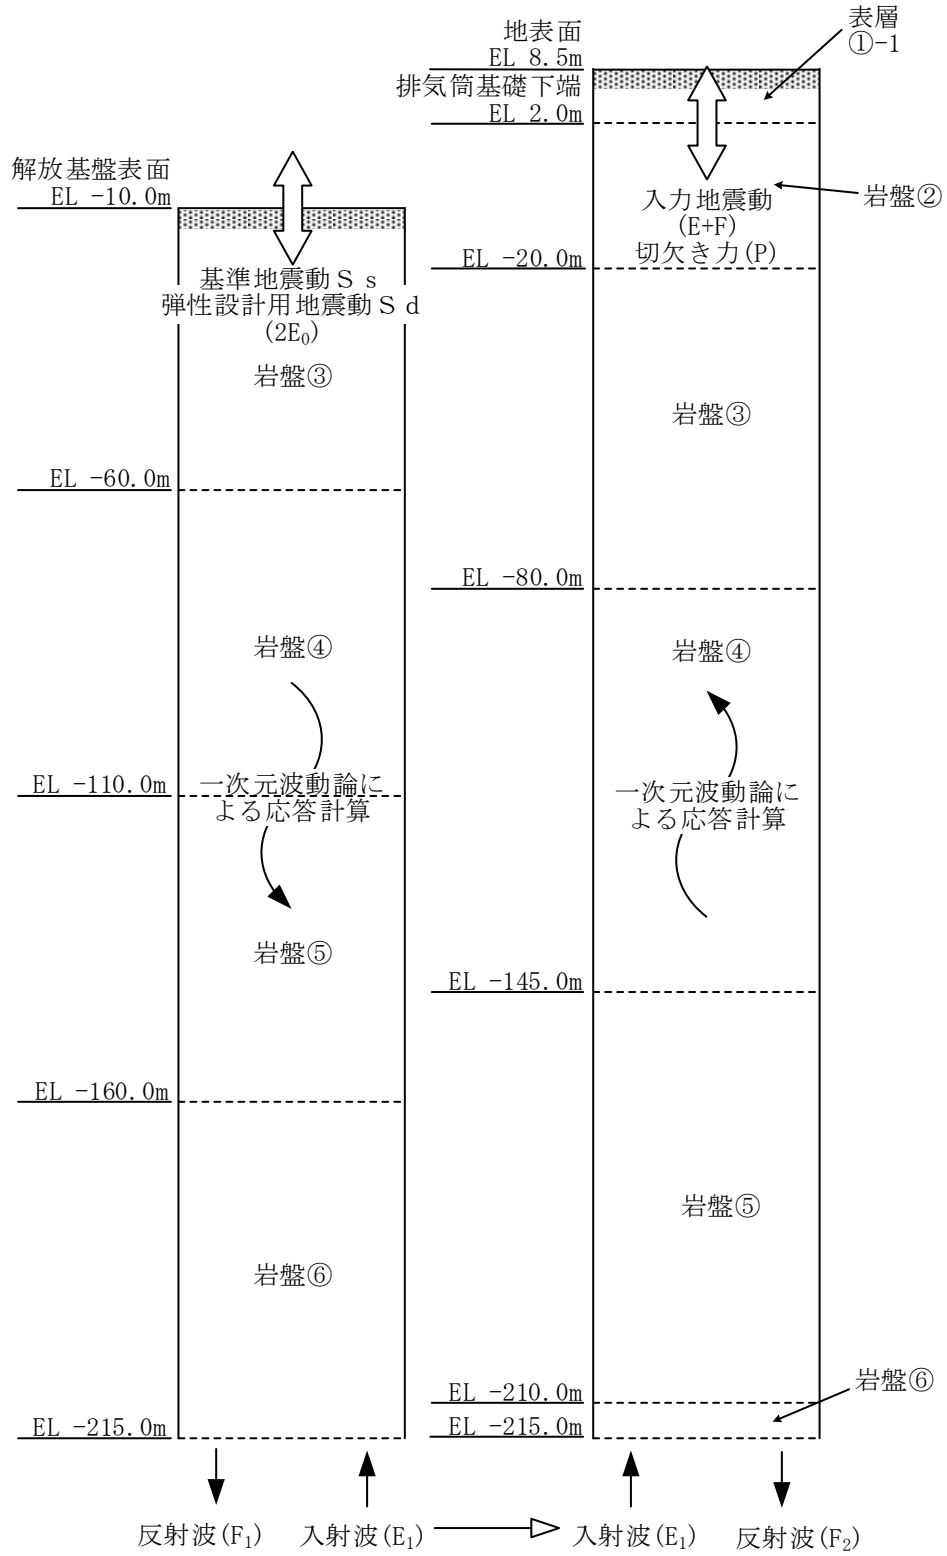 表層
①-1
地表面
EL 8.5m
排気筒基礎下端
EL 2.0m
解放基盤表面
EL -10.0m
岩盤②
入力地震動
(E+F)
切欠き力(P)
EL -20.0m
基準地震動Ｓｓ
弾性設計用地震動Ｓｄ
(2E₀)
岩盤③
岩盤③
EL -60.0m
EL -80.0m
岩盤④
岩盤④
EL -110.0m
一次元波動論に
よる応答計算
一次元波動論に
よる応答計算
岩盤⑤
EL -145.0m
EL -160.0m
岩盤⑤
岩盤⑥
岩盤⑥
EL -210.0m
EL -215.0m
EL -215.0m
反射波(F₁)
入射波(E₁)
入射波(E₁)
反射波(F₂)